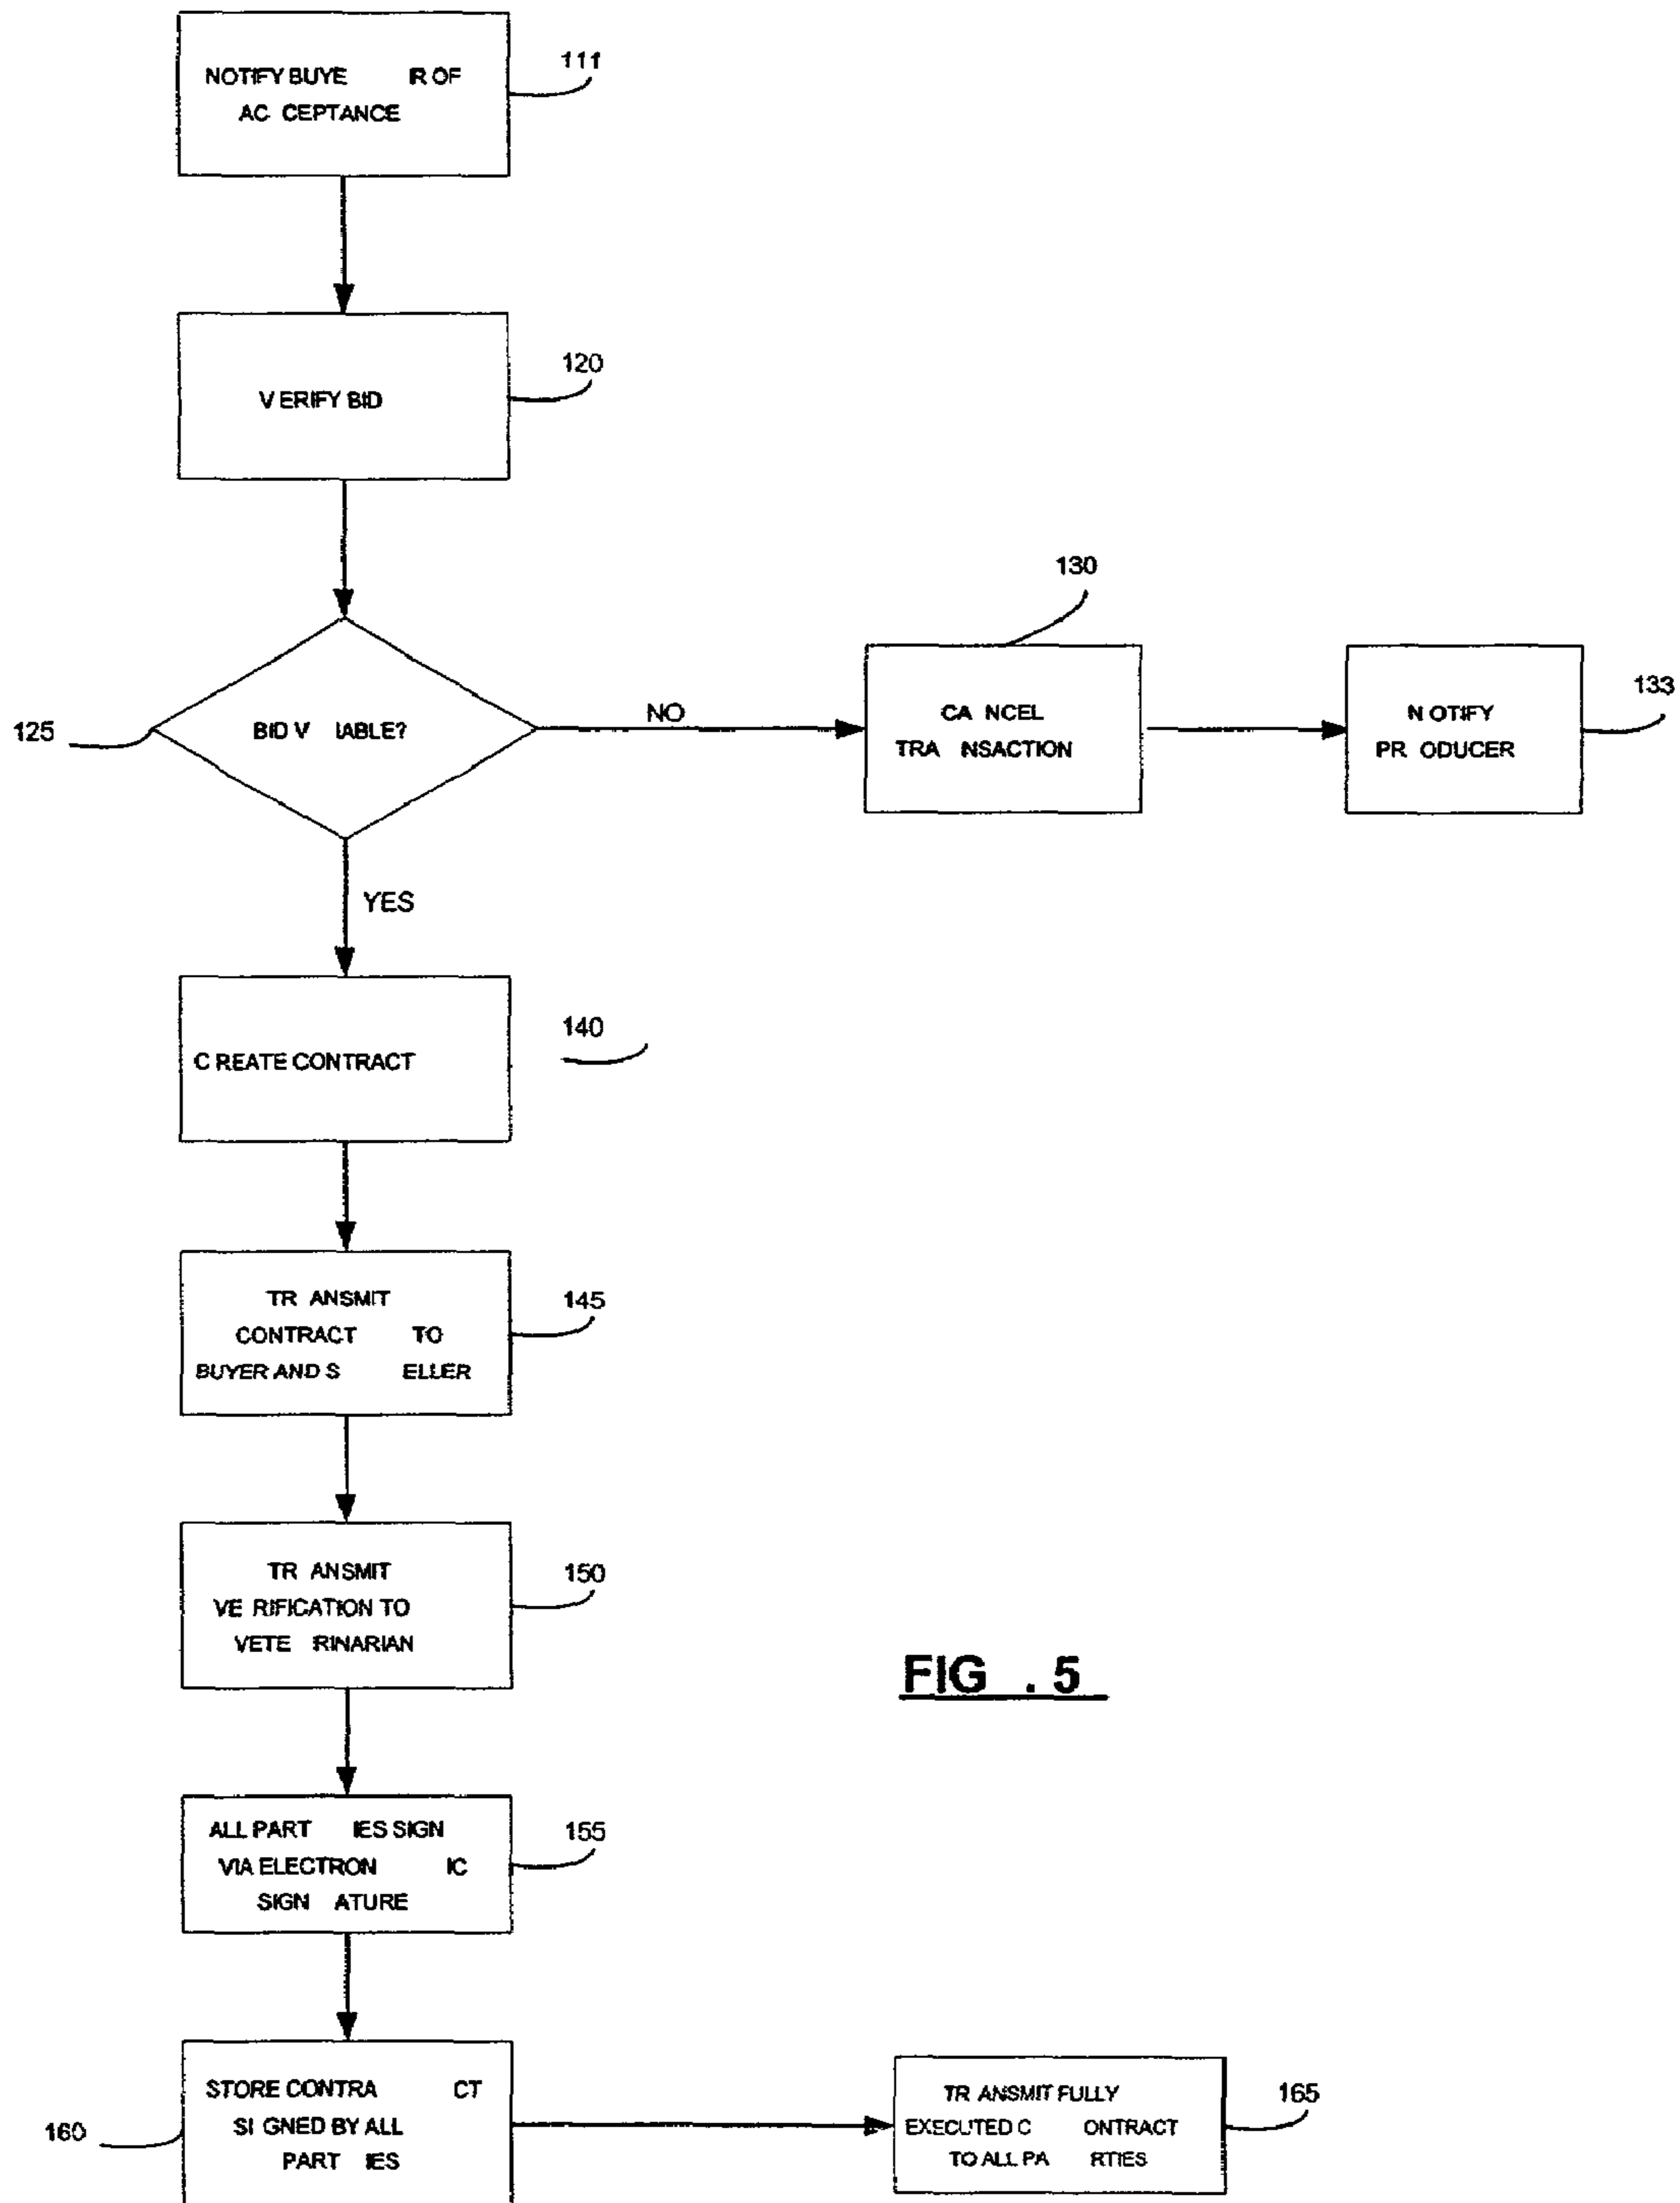 NOTIFY BUYE R OF
AC CEPTANCE
111
V ERIFY BID
120
130
125
BID V IABLE?
NO
CA NCEL
TRA NSACTION
N OTIFY
PR ODUCER
133
YES
C REATE CONTRACT
140
TR ANSMIT
CONTRACT TO
BUYER AND S ELLER
145
TR ANSMIT
VE RIFICATION TO
VETE RINARIAN
150
FIG . 5
ALL PART IES SIGN
VIA ELECTRON IC
SIGN ATURE
155
160
STORE CONTRA CT
SI GNED BY ALL
PART IES
TR ANSMIT FULLY
EXECUTED C ONTRACT
TO ALL PA RTIES
165